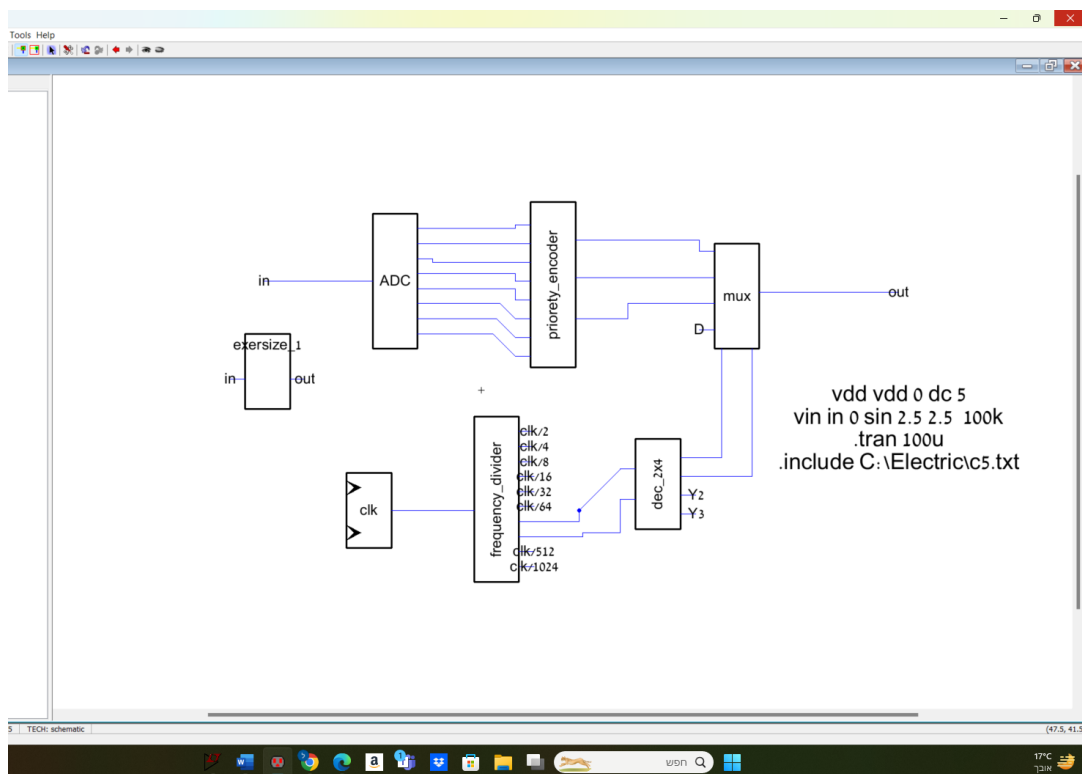 Tools Help
in
ADC
priorety_encoder
mux
out
D
exersize_1
in
out
vdd vdd 0 dc 5
vin in 0 sin 2.5 2.5 100k
.tran 100u
.include C:\Electric\c5.txt
clk
frequency_divider
clk/2
clk/4
clk/8
clk/16
clk/32
clk/64
clk/512
clk/1024
dec_2x4
Y2
Y3
5 TECH: schematic
(47.5, 41.5
חפש
17°C